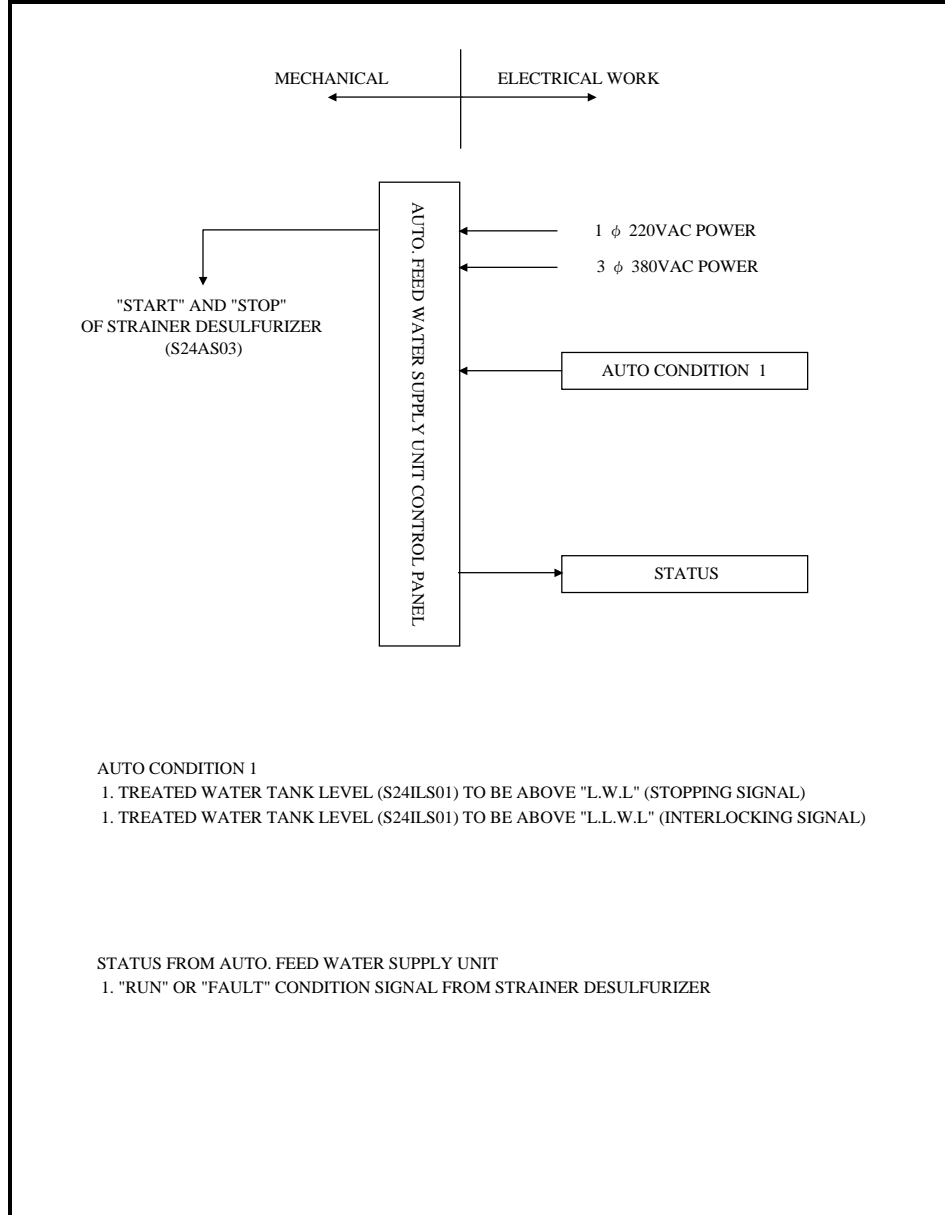 MECHANICAL
ELECTRICAL WORK
AUTO. FEED WATER SUPPLY UNIT CONTROL PANEL
1 ϕ 220VAC POWER
3 ϕ 380VAC POWER
"START" AND "STOP"
OF STRAINER DESULFURIZER
(S24AS03)
AUTO CONDITION 1
STATUS
AUTO CONDITION 1
1. TREATED WATER TANK LEVEL (S24ILS01) TO BE ABOVE "L.W.L" (STOPPING SIGNAL)
1. TREATED WATER TANK LEVEL (S24ILS01) TO BE ABOVE "L.L.W.L" (INTERLOCKING SIGNAL)
STATUS FROM AUTO. FEED WATER SUPPLY UNIT
1. "RUN" OR "FAULT" CONDITION SIGNAL FROM STRAINER DESULFURIZER